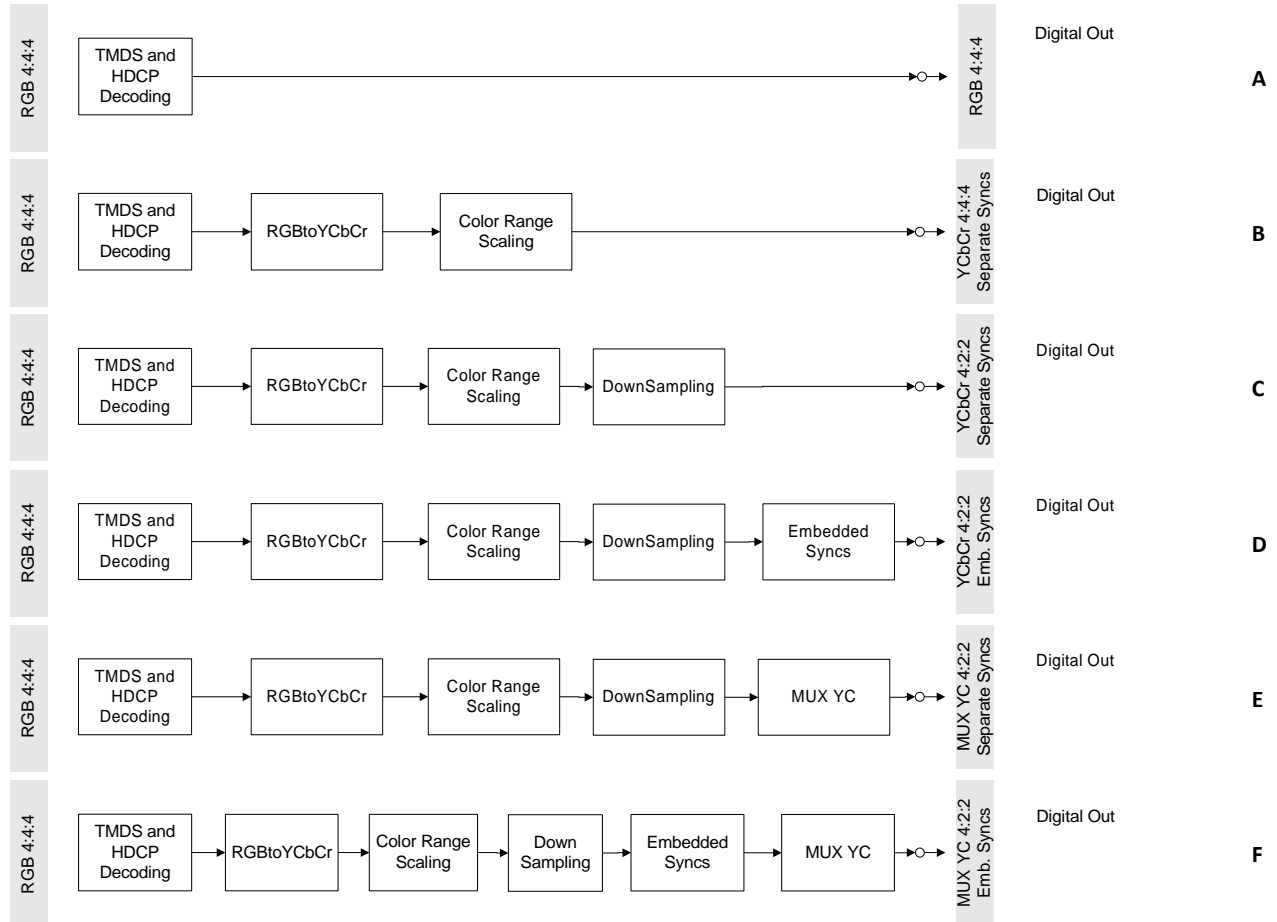 RGB 4:4:4
TMDS and
HDCP
Decoding
RGB 4:4:4
Digital Out
A
RGB 4:4:4
TMDS and
HDCP
Decoding
RGBtoYCbCr
Color Range
Scaling
YCbCr 4:4:4
Separate Syncs
Digital Out
B
RGB 4:4:4
TMDS and
HDCP
Decoding
RGBtoYCbCr
Color Range
Scaling
DownSampling
YCbCr 4:2:2
Separate Syncs
Digital Out
C
RGB 4:4:4
TMDS and
HDCP
Decoding
RGBtoYCbCr
Color Range
Scaling
DownSampling
Embedded
Syncs
YCbCr 4:2:2
Emb. Syncs
Digital Out
D
RGB 4:4:4
TMDS and
HDCP
Decoding
RGBtoYCbCr
Color Range
Scaling
DownSampling
MUX YC
MUX YC 4:2:2
Separate Syncs
Digital Out
E
RGB 4:4:4
TMDS and
HDCP
Decoding
RGBtoYCbCr
Color Range
Scaling
Down
Sampling
Embedded
Syncs
MUX YC
MUX YC 4:2:2
Emb. Syncs
Digital Out
F